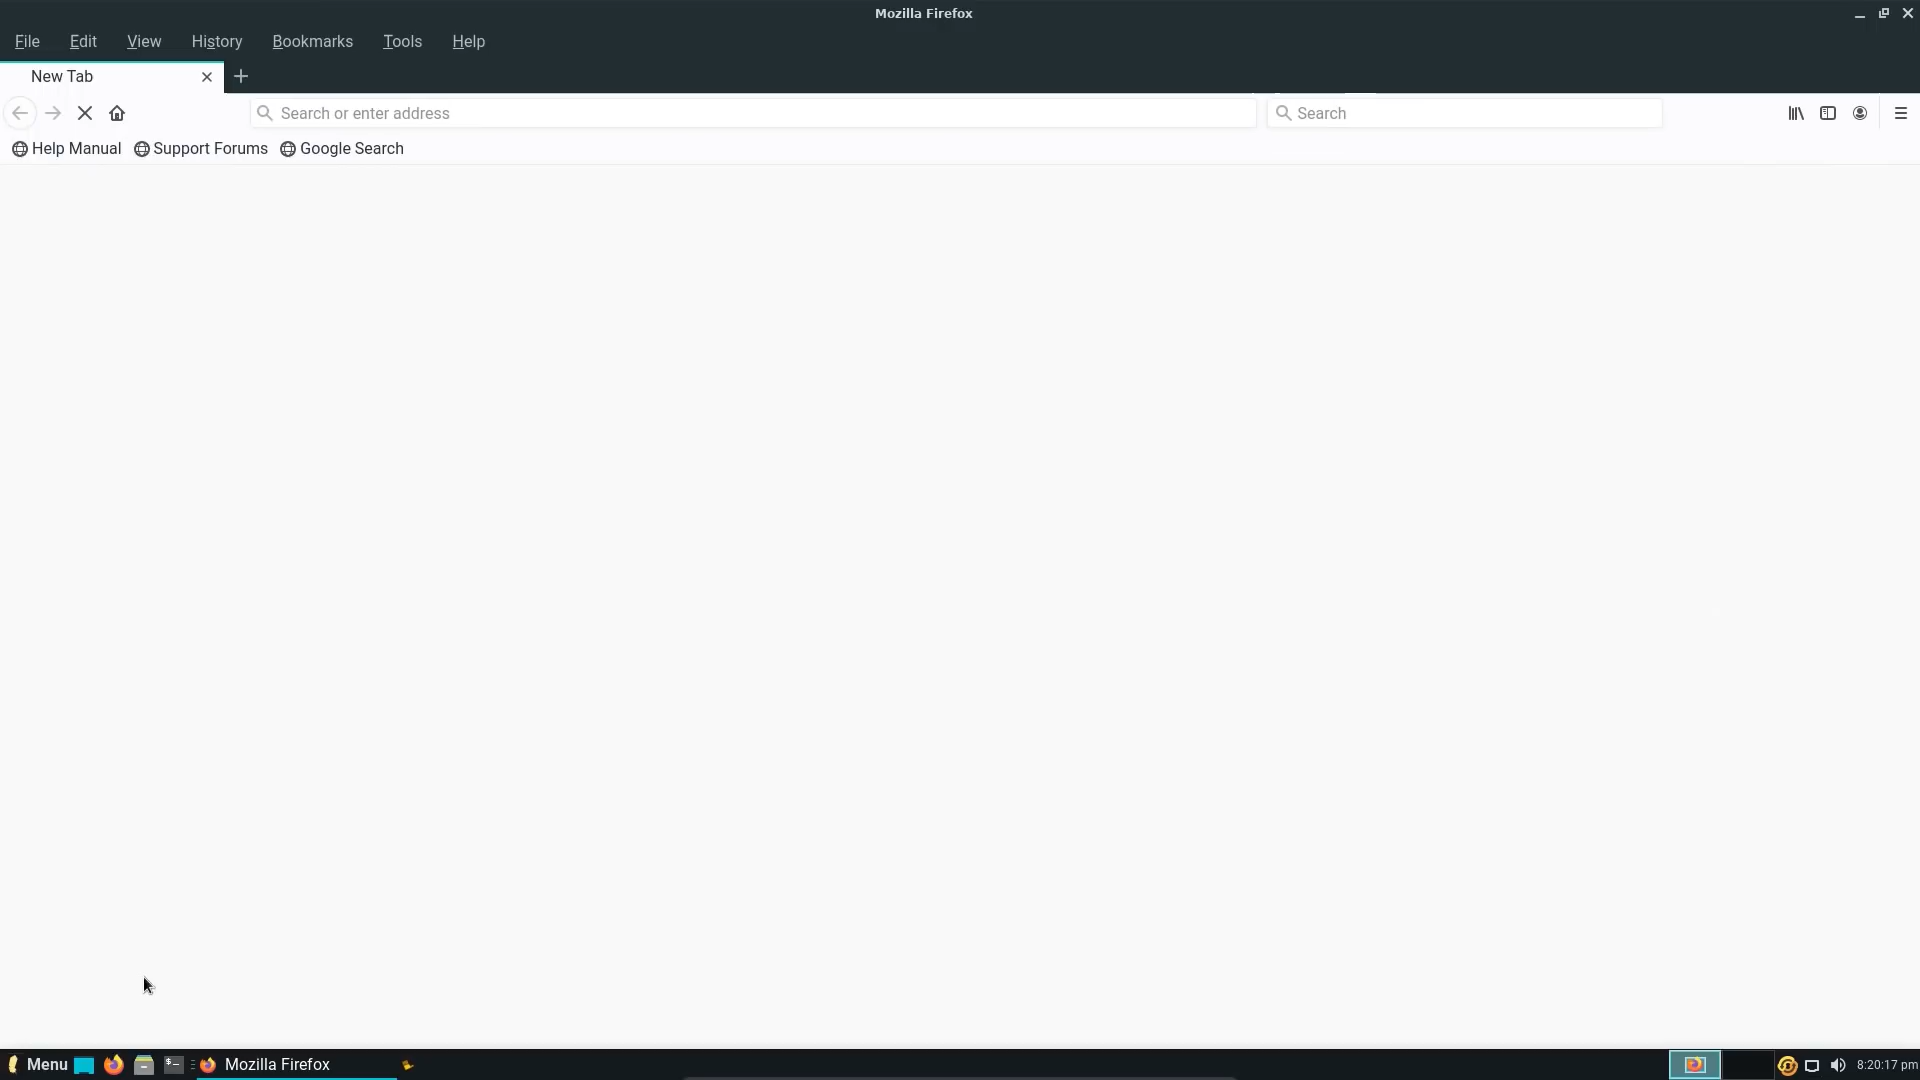 Mozilla Firefox
File Edit View History Bookmarks Tools Help
New Tab
Search or enter address Search
Help Manual Support Forums Google Search
Menu Mozilla Firefox 8:20:17 pm